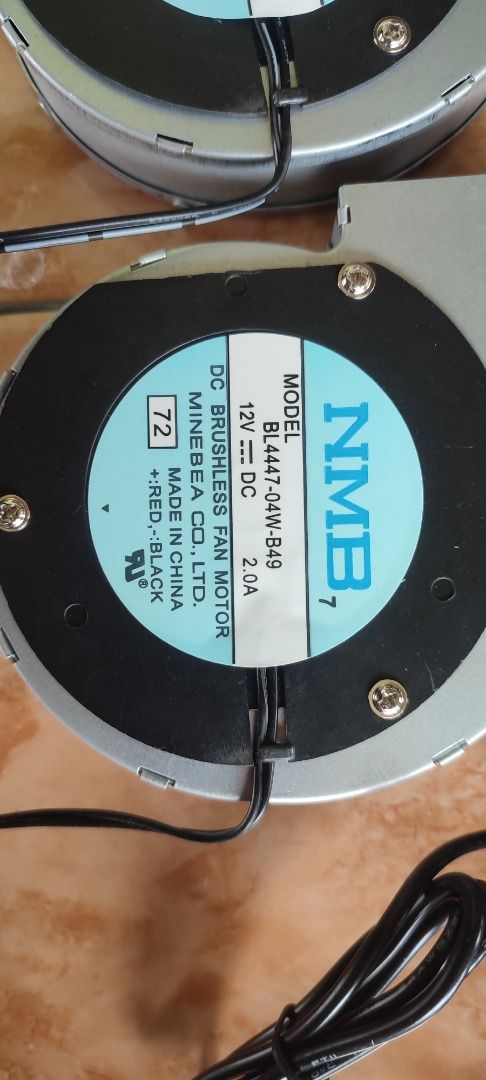 NMB
7
MODEL
BL4447-04W-B49
12V ⎓ DC 2.0A
DC BRUSHLESS FAN MOTOR
MINEBEA CO., LTD.
72 MADE IN CHINA
+:RED,-:BLACK
®